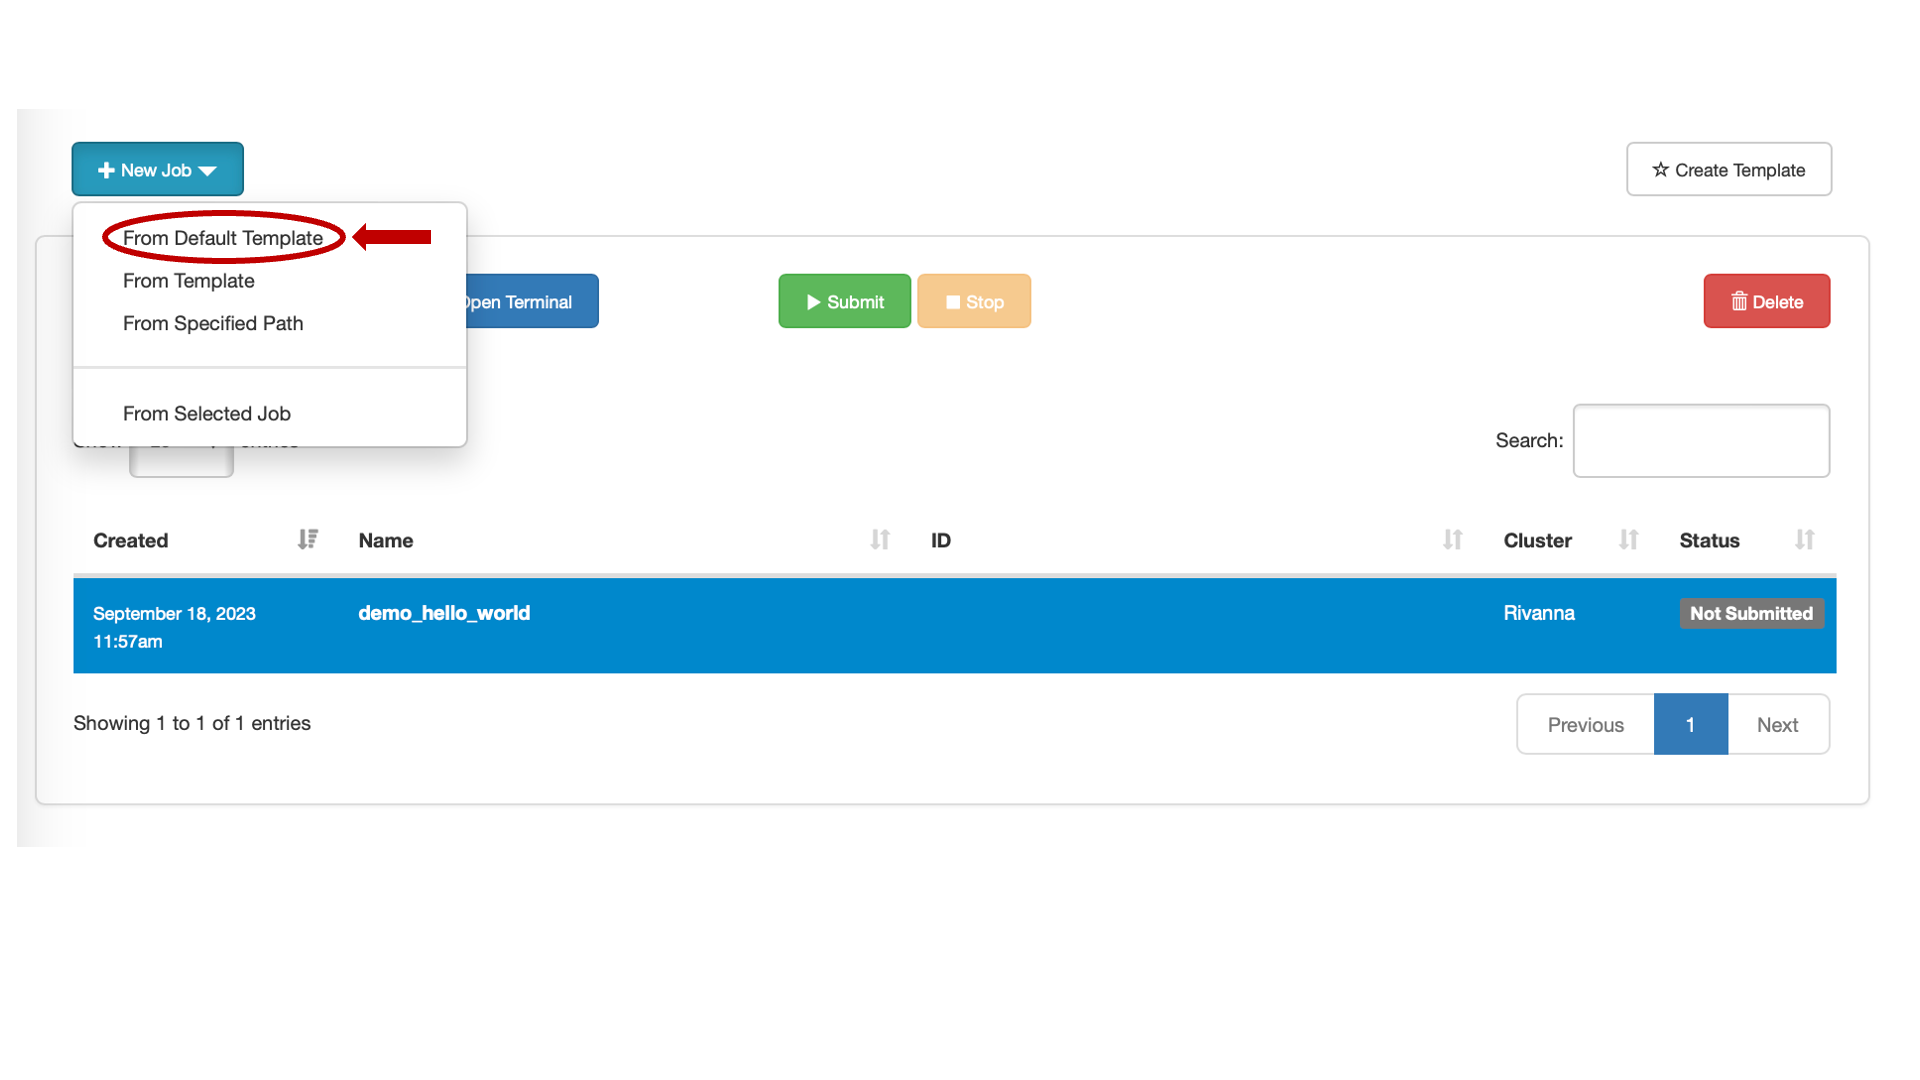 New Job
Create Template
From Default Template
From Template
From Specified Path
From Selected Job
Open Terminal
Submit
Stop
Delete
Search:
Created
Name
ID
Cluster
Status
September 18, 2023
11:57am
demo_hello_world
Rivanna
Not Submitted
Showing 1 to 1 of 1 entries
Previous
1
Next